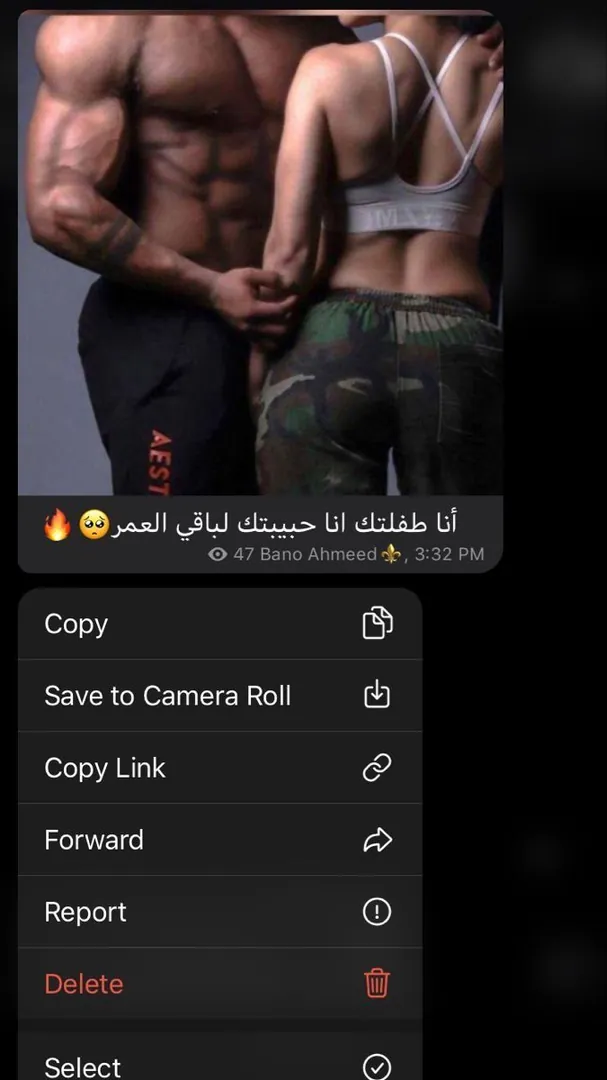 AEST
أنا طفلتك انا حبيبتك لباقي العمر🥺🔥
47 Bano Ahmeed⚜️, 3:32 PM
Copy
Save to Camera Roll
Copy Link
Forward
Report
Delete
Select